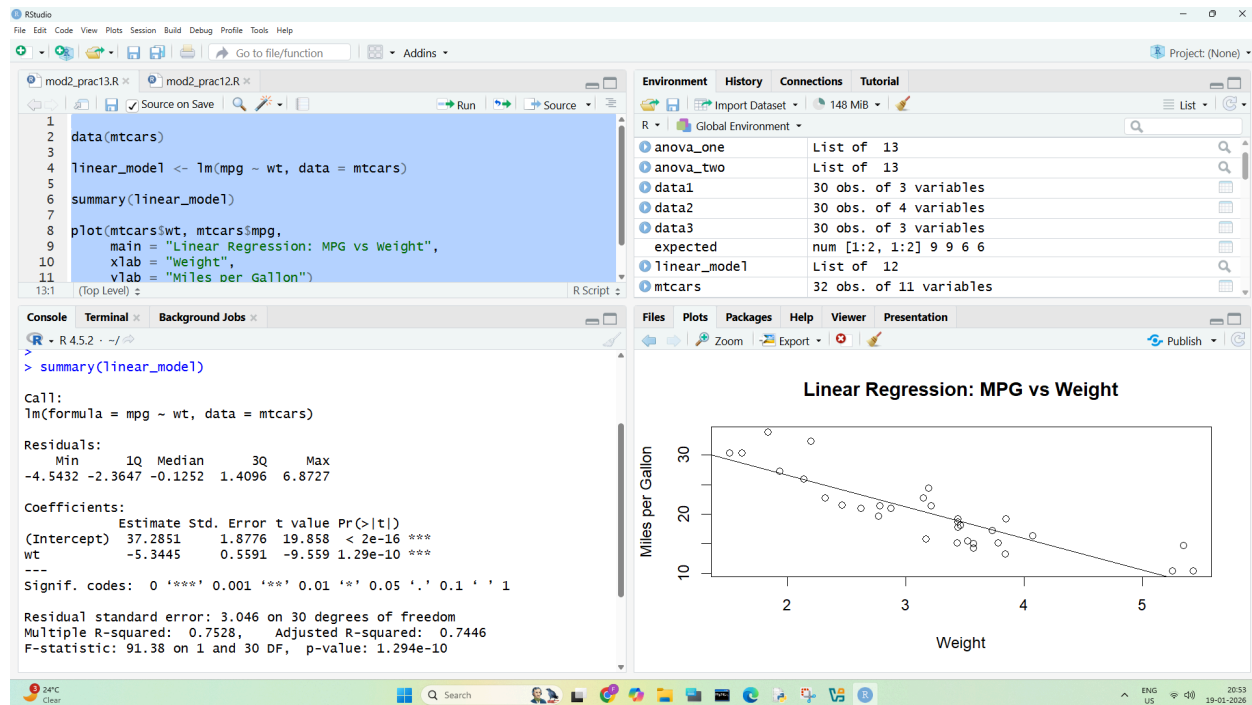 RStudio
File Edit Code View Plots Session Build Debug Profile Tools Help
Go to file/function
Addins
Project: (None)
mod2_prac13.R
mod2_prac12.R
Source on Save
Run
Source
1
2 data(mtcars)
3
4 linear_model <- lm(mpg ~ wt, data = mtcars)
5
6 summary(linear_model)
7
8 plot(mtcars$wt, mtcars$mpg,
9 main = "Linear Regression: MPG vs Weight",
10 xlab = "Weight",
11 ylab = "Miles per Gallon")
13:1 (Top Level) R Script
Console Terminal Background Jobs
R 4.5.2 · ~/
>
> summary(linear_model)
Call:
lm(formula = mpg ~ wt, data = mtcars)
Residuals:
Min 1Q Median 3Q Max
-4.5432 -2.3647 -0.1252 1.4096 6.8727
Coefficients:
Estimate Std. Error t value Pr(>|t|)
(Intercept) 37.2851 1.8776 19.858 < 2e-16 ***
wt -5.3445 0.5591 -9.559 1.29e-10 ***
---
Signif. codes: 0 ‘***’ 0.001 ‘**’ 0.01 ‘*’ 0.05 ‘.’ 0.1 ‘ ’ 1
Residual standard error: 3.046 on 30 degrees of freedom
Multiple R-squared: 0.7528, Adjusted R-squared: 0.7446
F-statistic: 91.38 on 1 and 30 DF, p-value: 1.294e-10
Environment History Connections Tutorial
Import Dataset 148 MiB List
R Global Environment
anova_one List of 13
anova_two List of 13
data1 30 obs. of 3 variables
data2 30 obs. of 4 variables
data3 30 obs. of 3 variables
expected num [1:2, 1:2] 9 9 6 6
linear_model List of 12
mtcars 32 obs. of 11 variables
Files Plots Packages Help Viewer Presentation
Zoom Export Publish
Linear Regression: MPG vs Weight
Miles per Gallon
30
20
10
2 3 4 5
Weight
3
24°C
Clear
Search
ENG
US
20:53
19-01-2026